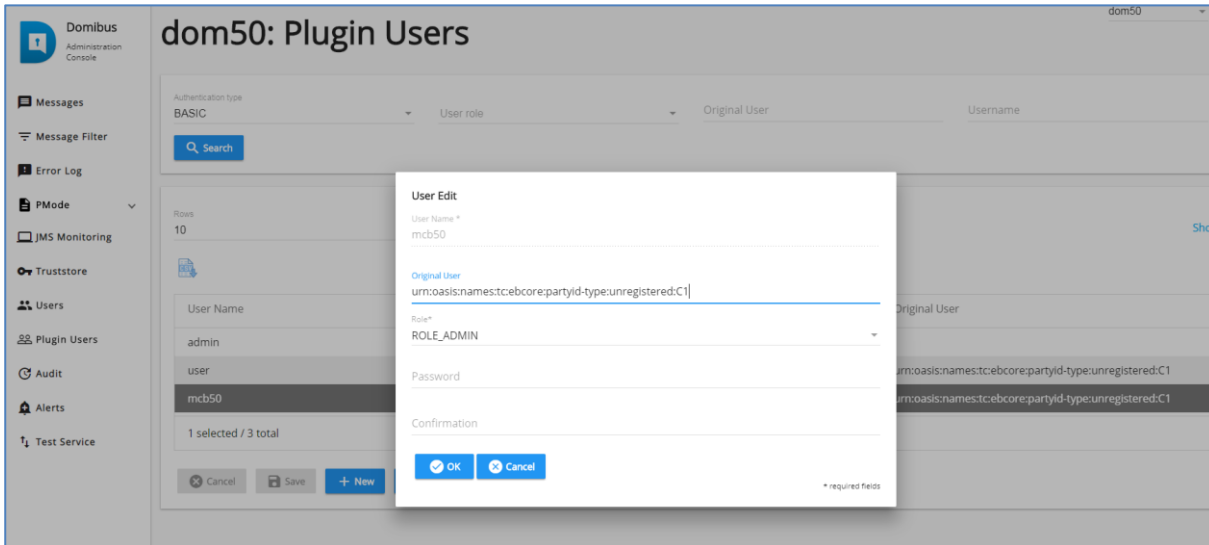 Domibus
Administration
Console
dom50: Plugin Users
dom50
Messages
Message Filter
Error Log
PMode
JMS Monitoring
Truststore
Users
Plugin Users
Audit
Alerts
Test Service
Authentication type
BASIC
User role
Original User
Username
Search
Rows
10
Sho
User Name
Original User
admin
user
urn:oasis:names:tc:ebcore:partyid-type:unregistered:C1
mcb50
urn:oasis:names:tc:ebcore:partyid-type:unregistered:C1
1 selected / 3 total
Cancel
Save
+ New
User Edit
User Name *
mcb50
Original User
urn:oasis:names:tc:ebcore:partyid-type:unregistered:C1
Role*
ROLE_ADMIN
Password
Confirmation
OK
Cancel
* required fields